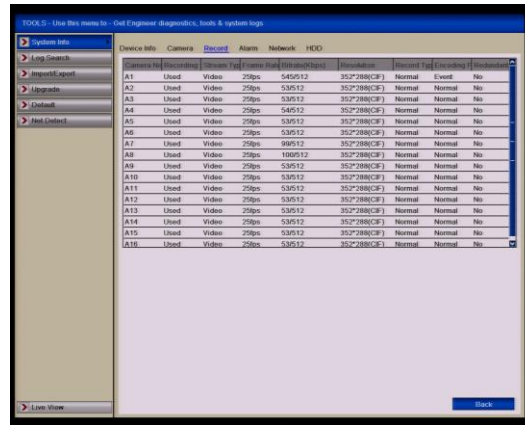 TOOLS - Use this menu to - Get Engineer diagnostics, tools & system logs
System Info
Log Search
Import/Export
Upgrade
Default
Net Detect
Live View
Device Info Camera Record Alarm Network HDD
Camera No Recording Stream Typ Frame Rate Bitrate(Kbps) Resolution Record Typ Encoding P Redundant
A1 Used Video 25fps 545/512 352*288(CIF) Normal Event No
A2 Used Video 25fps 53/512 352*288(CIF) Normal Normal No
A3 Used Video 25fps 53/512 352*288(CIF) Normal Normal No
A4 Used Video 25fps 54/512 352*288(CIF) Normal Normal No
A5 Used Video 25fps 53/512 352*288(CIF) Normal Normal No
A6 Used Video 25fps 53/512 352*288(CIF) Normal Normal No
A7 Used Video 25fps 99/512 352*288(CIF) Normal Normal No
A8 Used Video 25fps 100/512 352*288(CIF) Normal Normal No
A9 Used Video 25fps 53/512 352*288(CIF) Normal Normal No
A10 Used Video 25fps 53/512 352*288(CIF) Normal Normal No
A11 Used Video 25fps 53/512 352*288(CIF) Normal Normal No
A12 Used Video 25fps 53/512 352*288(CIF) Normal Normal No
A13 Used Video 25fps 53/512 352*288(CIF) Normal Normal No
A14 Used Video 25fps 53/512 352*288(CIF) Normal Normal No
A15 Used Video 25fps 53/512 352*288(CIF) Normal Normal No
A16 Used Video 25fps 53/512 352*288(CIF) Normal Normal No
Back